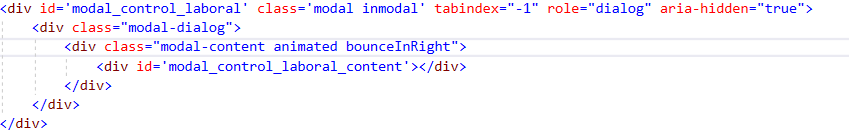 <div id='modal_control_laboral' class='modal inmodal' tabindex="-1" role="dialog" aria-hidden="true">
<div class="modal-dialog">
<div class="modal-content animated bounceInRight">
<div id='modal_control_laboral_content'></div>
</div>
</div>
</div>